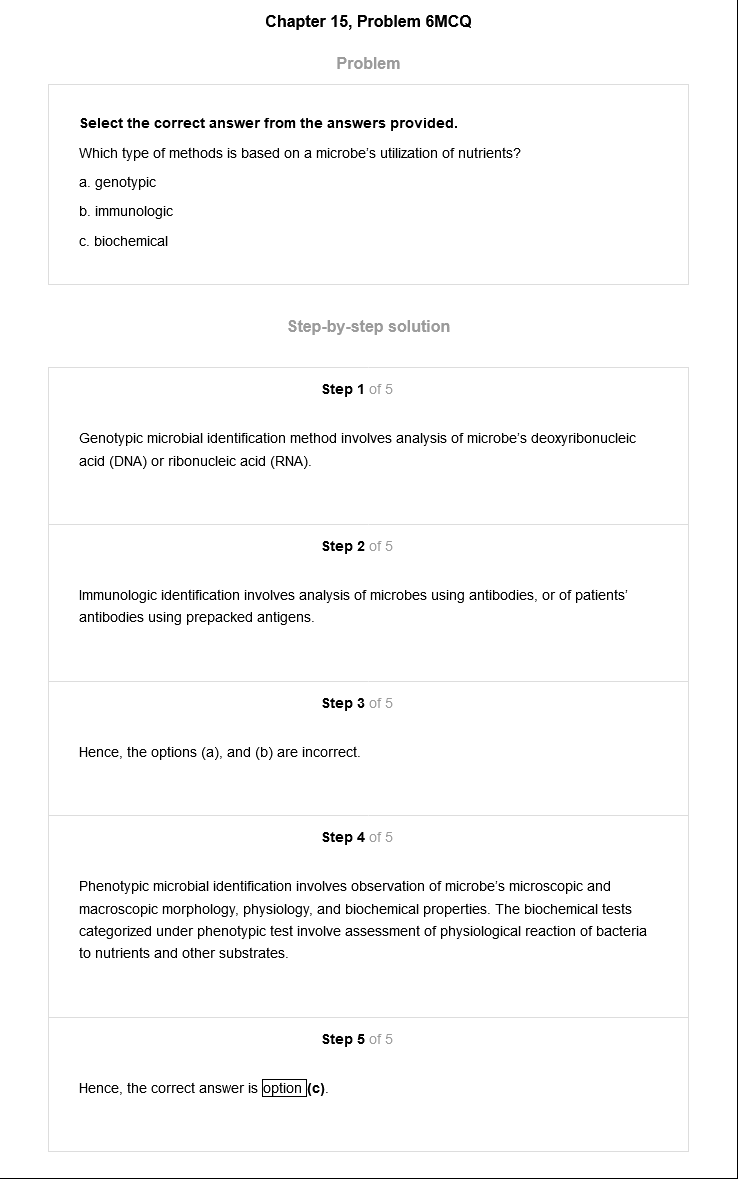 Chapter 15, Problem 6MCQ
Problem
Select the correct answer from the answers provided.
Which type of methods is based on a microbe's utilization of nutrients?
a. genotypic
b. immunologic
c. biochemical
Step-by-step solution
Step 1 of 5
Genotypic microbial identification method involves analysis of microbe's deoxyribonucleic
acid (DNA) or ribonucleic acid (RNA).
Step 2 of 5
Immunologic identification involves analysis of microbes using antibodies, or of patients'
antibodies using prepacked antigens.
Step 3 of 5
Hence, the options (a), and (b) are incorrect.
Step 4 of 5
Phenotypic microbial identification involves observation of microbe's microscopic and
macroscopic morphology, physiology, and biochemical properties. The biochemical tests
categorized under phenotypic test involve assessment of physiological reaction of bacteria
to nutrients and other substrates.
Step 5 of 5
Hence, the correct answer is option (c).